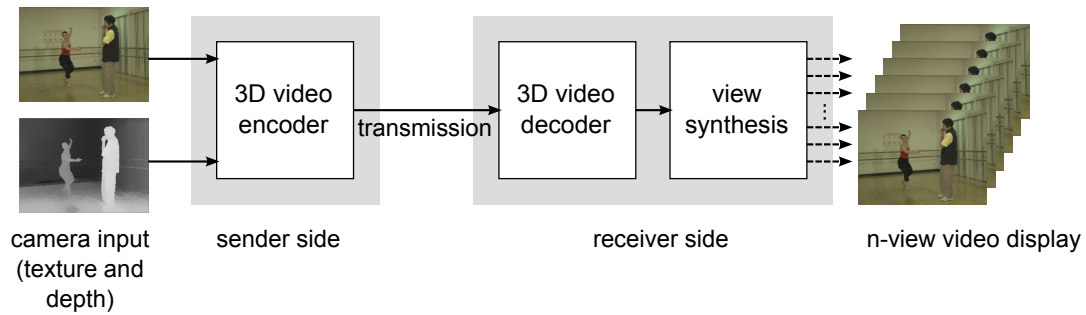 3D video
encoder
transmission
3D video
decoder
view
synthesis
camera input
(texture and
depth)
sender side
receiver side
n-view video display